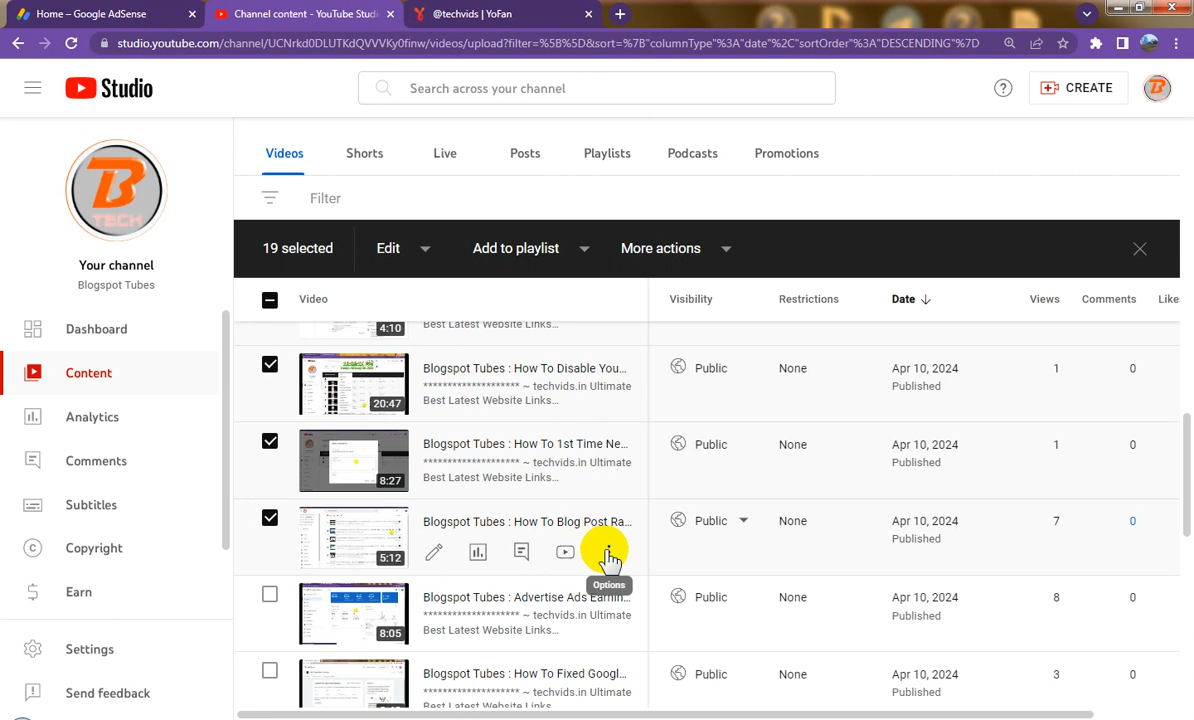 Home – Google AdSense
Channel content - YouTube Studi
@techvids | YoFan
studio.youtube.com/channel/UCNrkd0DLUTKdQVVVKy0finw/videos/upload?filter=%5B%5D&sort=%7B"columnType"%3A"date"%2C"sortOrder"%3A"DESCENDING"%7D
Studio
Search across your channel
CREATE
Videos
Shorts
Live
Posts
Playlists
Podcasts
Promotions
Filter
19 selected
Edit
Add to playlist
More actions
B
TECH
Your channel
Blogspot Tubes
Dashboard
Content
Analytics
Comments
Subtitles
Copyright
Earn
Settings
Send feedback
Video
Visibility
Restrictions
Date
Views
Comments
Likes
4:10
Best Latest Website Links...
20:47
Blogspot Tubes : How To Disable You...
******************** ~ techvids.in Ultimate
Best Latest Website Links...
Public
None
Apr 10, 2024
Published
1
0
8:27
Blogspot Tubes : How To 1st Time Ne...
******************** ~ techvids.in Ultimate
Best Latest Website Links...
Public
None
Apr 10, 2024
Published
1
0
5:12
Blogspot Tubes : How To Blog Post Ra...
Options
Public
None
Apr 10, 2024
Published
7
0
8:05
Blogspot Tubes : Advertise Ads Earnin...
******************** ~ techvids.in Ultimate
Best Latest Website Links...
Public
None
Apr 10, 2024
Published
8
0
Blogspot Tubes : How To Fixed Googl...
******************** ~ techvids.in Ultimate
Best Latest Website Links...
Public
None
Apr 10, 2024
Published
3
0